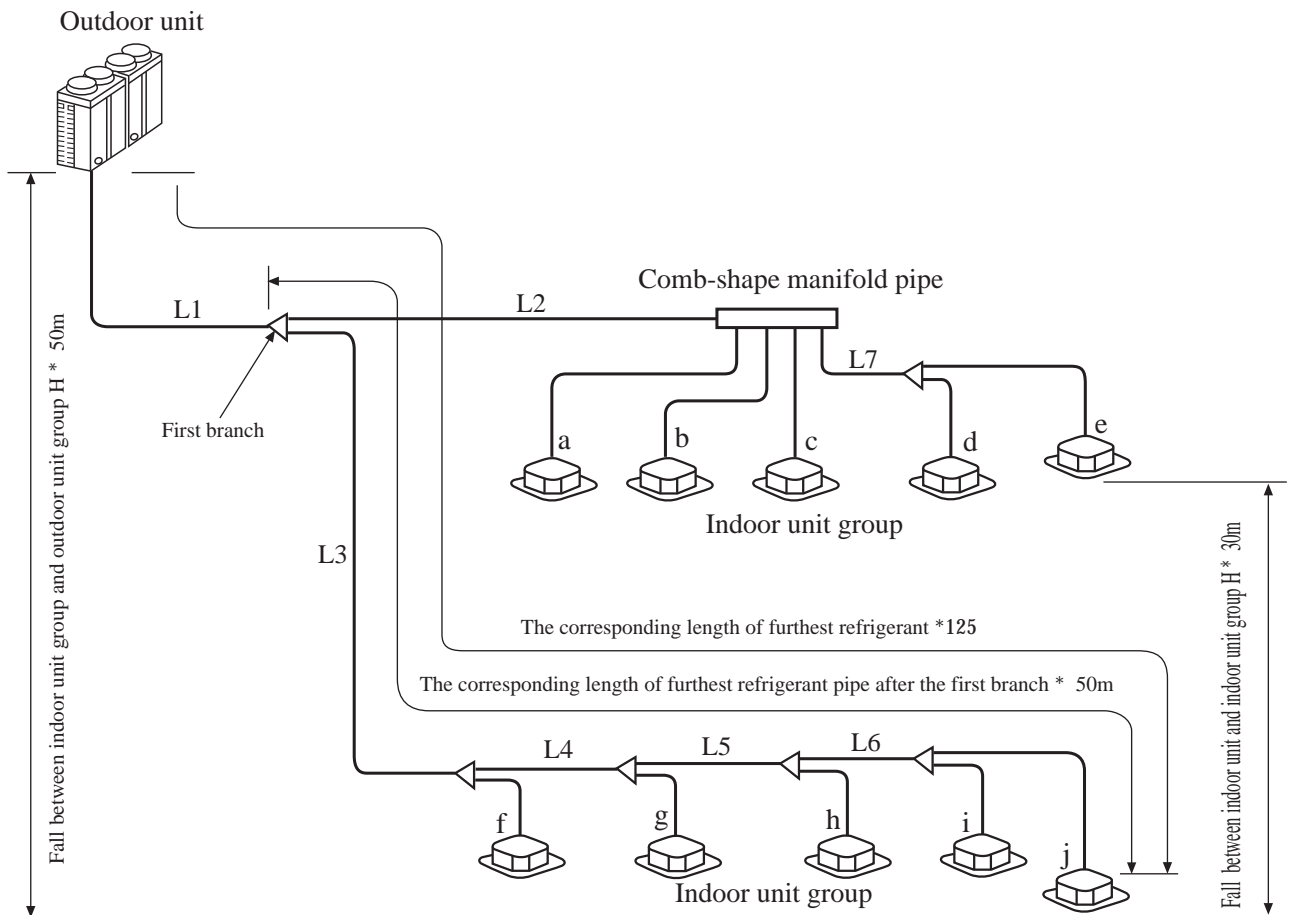 Outdoor unit
Fall between indoor unit group and outdoor unit group H * 50m
L1
First branch
L2
Comb-shape manifold pipe
L7
a
b
c
d
e
Indoor unit group
L3
The corresponding length of furthest refrigerant *125
The corresponding length of furthest refrigerant pipe after the first branch * 50m
Fall between indoor unit and indoor unit group H * 30m
L4
L5
L6
f
g
h
i
j
Indoor unit group